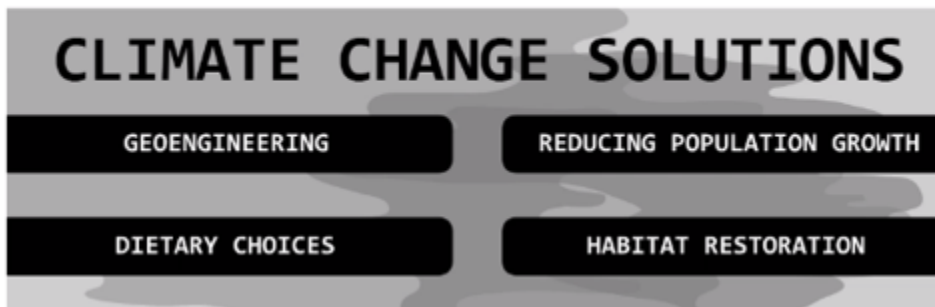 CLIMATE CHANGE SOLUTIONS
GEOENGINEERING
REDUCING POPULATION GROWTH
DIETARY CHOICES
HABITAT RESTORATION